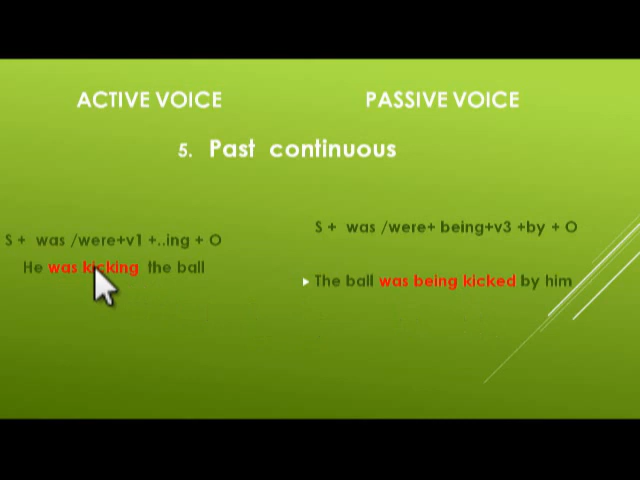 ACTIVE VOICE
PASSIVE VOICE
5. Past continuous
S + was /were+v1 +..ing + O
He was kicking the ball
S + was /were+ being+v3 +by + O
The ball was being kicked by him